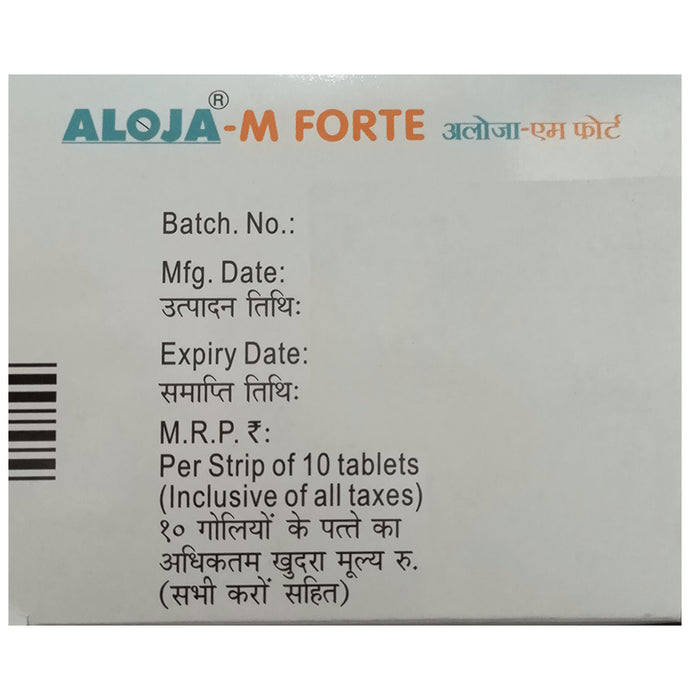 ALOJA®-M FORTE अलोजा-एम फोर्ट
Batch. No.:
Mfg. Date:
उत्पादन तिथिः
Expiry Date:
समाप्ति तिथिः
M.R.P. ₹:
Per Strip of 10 tablets
(Inclusive of all taxes)
१० गोलियों के पत्ते का
अधिकतम खुदरा मूल्य रु.
(सभी करों सहित)